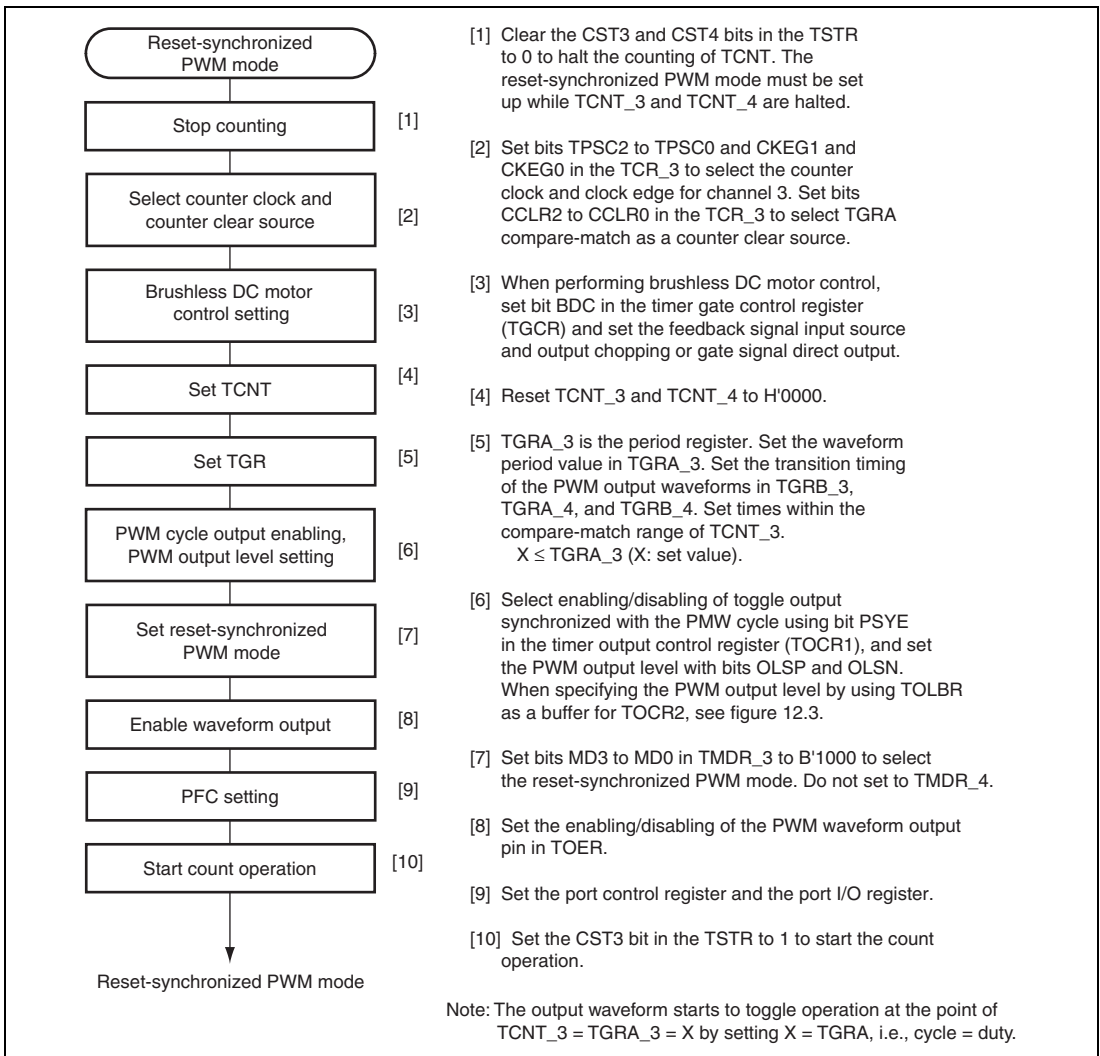 Reset-synchronized
PWM mode
Stop counting
[1]
Select counter clock and
counter clear source
[2]
Brushless DC motor
control setting
[3]
Set TCNT
[4]
Set TGR
[5]
PWM cycle output enabling,
PWM output level setting
[6]
Set reset-synchronized
PWM mode
[7]
Enable waveform output
[8]
PFC setting
[9]
Start count operation
[10]
Reset-synchronized PWM mode
[1] Clear the CST3 and CST4 bits in the TSTR
to 0 to halt the counting of TCNT. The
reset-synchronized PWM mode must be set
up while TCNT_3 and TCNT_4 are halted.
[2] Set bits TPSC2 to TPSC0 and CKEG1 and
CKEG0 in the TCR_3 to select the counter
clock and clock edge for channel 3. Set bits
CCLR2 to CCLR0 in the TCR_3 to select TGRA
compare-match as a counter clear source.
[3] When performing brushless DC motor control,
set bit BDC in the timer gate control register
(TGCR) and set the feedback signal input source
and output chopping or gate signal direct output.
[4] Reset TCNT_3 and TCNT_4 to H'0000.
[5] TGRA_3 is the period register. Set the waveform
period value in TGRA_3. Set the transition timing
of the PWM output waveforms in TGRB_3,
TGRA_4, and TGRB_4. Set times within the
compare-match range of TCNT_3.
X ≤ TGRA_3 (X: set value).
[6] Select enabling/disabling of toggle output
synchronized with the PMW cycle using bit PSYE
in the timer output control register (TOCR1), and set
the PWM output level with bits OLSP and OLSN.
When specifying the PWM output level by using TOLBR
as a buffer for TOCR2, see figure 12.3.
[7] Set bits MD3 to MD0 in TMDR_3 to B'1000 to select
the reset-synchronized PWM mode. Do not set to TMDR_4.
[8] Set the enabling/disabling of the PWM waveform output
pin in TOER.
[9] Set the port control register and the port I/O register.
[10] Set the CST3 bit in the TSTR to 1 to start the count
operation.
Note: The output waveform starts to toggle operation at the point of
TCNT_3 = TGRA_3 = X by setting X = TGRA, i.e., cycle = duty.